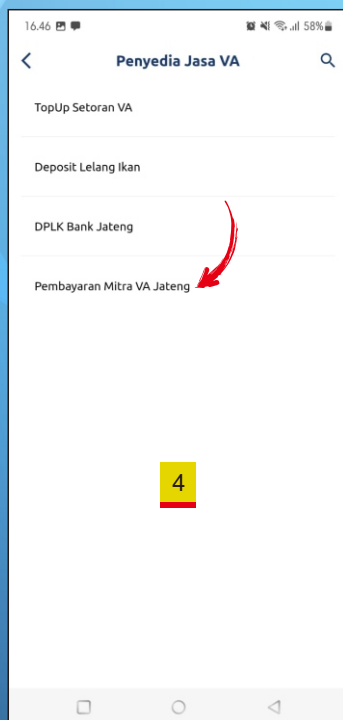 16.46 58%
Penyedia Jasa VA
TopUp Setoran VA
Deposit Lelang Ikan
DPLK Bank Jateng
Pembayaran Mitra VA Jateng
4